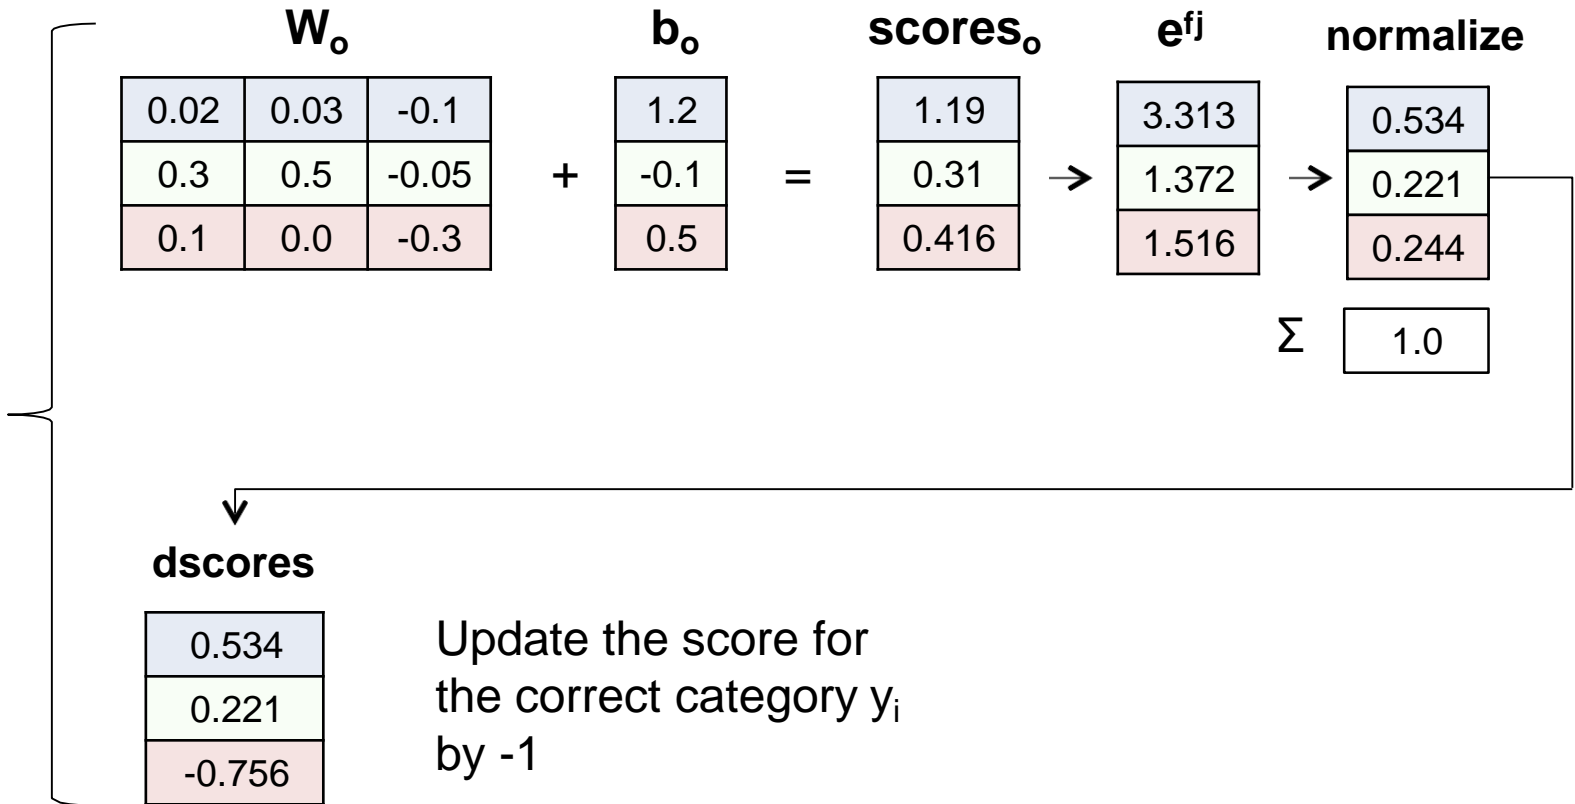 Wo bo scoreso efj normalize
0.02 0.03 -0.1 1.2 1.19 3.313 0.534
0.3 0.5 -0.05 + -0.1 = 0.31 → 1.372 → 0.221
0.1 0.0 -0.3 0.5 0.416 1.516 0.244
Σ 1.0
dscores
0.534
0.221
-0.756
Update the score for
the correct category yi
by -1